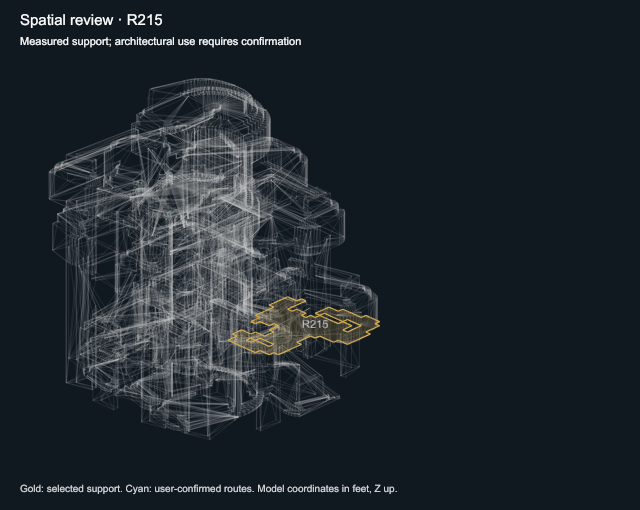 Spatial review · R215
Measured support; architectural use requires confirmation
R215
Gold: selected support. Cyan: user-confirmed routes. Model coordinates in feet, Z up.